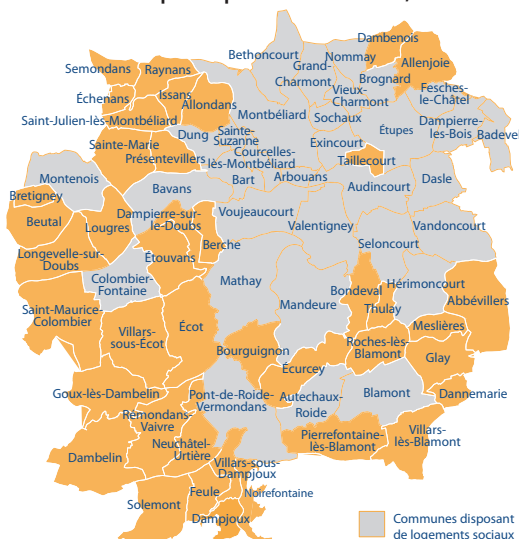 Dambenois
Bethoncourt
Nommay
Grand-
Charmont
Allenjoie
Semondans
Raynans
Brognard
Vieux-
Charmont
Fesches-
le-Châtel
Échenans
Issans
Allondans
Montbéliard
Sochaux
Saint-Julien-lès-Montbéliard
Dung
Sainte-
Suzanne
Étupes
Dampierre-
les-Bois
Badevel
Sainte-Marie
Courcelles-
lès-Montbéliard
Exincourt
Présentevillers
Taillecourt
Montenois
Bavans
Bart
Arbouans
Audincourt
Dasle
Bretigney
Beutal
Lougres
Dampierre-sur-
le-Doubs
Voujeaucourt
Valentigney
Vandoncourt
Berche
Seloncourt
Longevelle-sur-
Doubs
Étouvans
Colombier-
Fontaine
Mathay
Mandeure
Bondeval
Hérimoncourt
Abbévillers
Saint-Maurice-
Colombier
Thulay
Villars-
sous-Écot
Écot
Meslières
Bourguignon
Roches-lès-
Blamont
Glay
Écurcey
Goux-lès-Dambelin
Pont-de-Roide-
Vermondans
Autechaux-
Roide
Blamont
Dannemarie
Rémondans-
Vaivre
Neuchâtel-
Urtière
Pierrefontaine-
lès-Blamont
Villars-
lès-Blamont
Dambelin
Villars-sous-
Dampjoux
Solemont
Feule
Noirefontaine
Dampjoux
Communes disposant
de logements sociaux